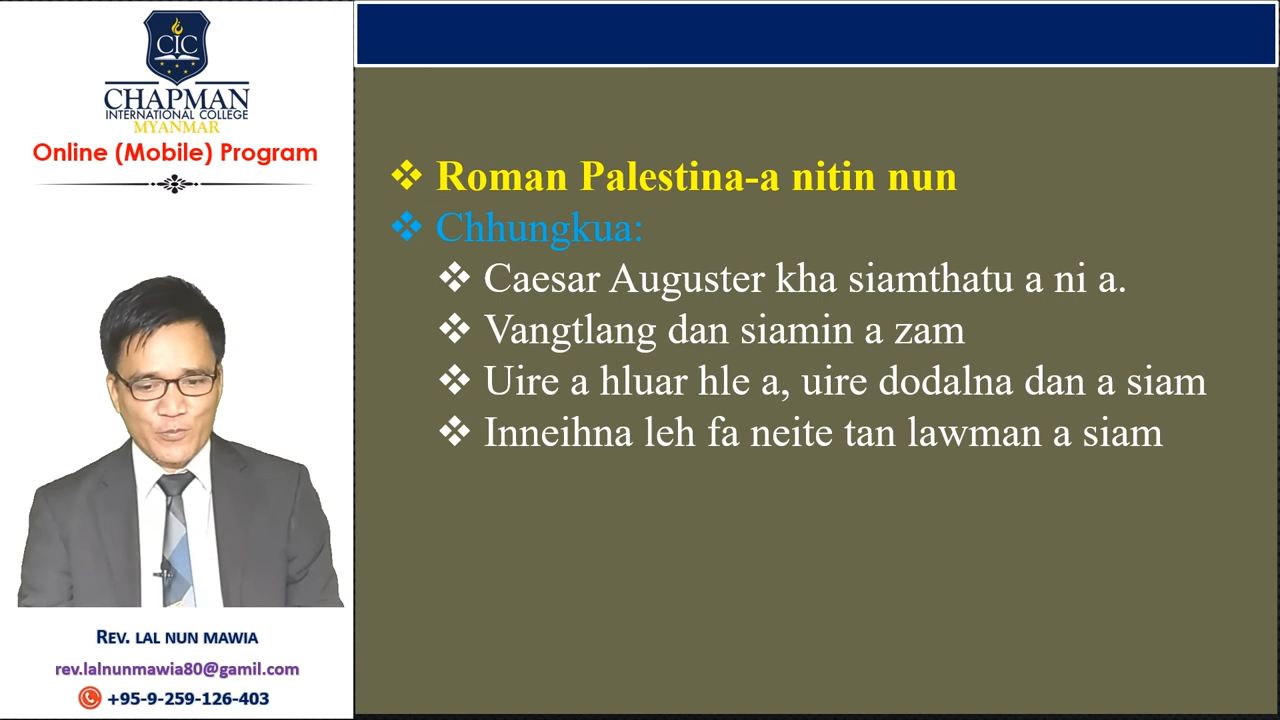 CIC
CHAPMAN
INTERNATIONAL COLLEGE
MYANMAR
Online (Mobile) Program
REV. LAL NUN MAWIA
rev.lalnunmawia80@gamil.com
+95-9-259-126-403
Roman Palestina-a nitin nun
Chhungkua:
Caesar Auguster kha siamthatu a ni a.
Vangtlang dan siamin a zam
Uire a hluar hle a, uire dodalna dan a siam
Inneihna leh fa neite tan lawman a siam